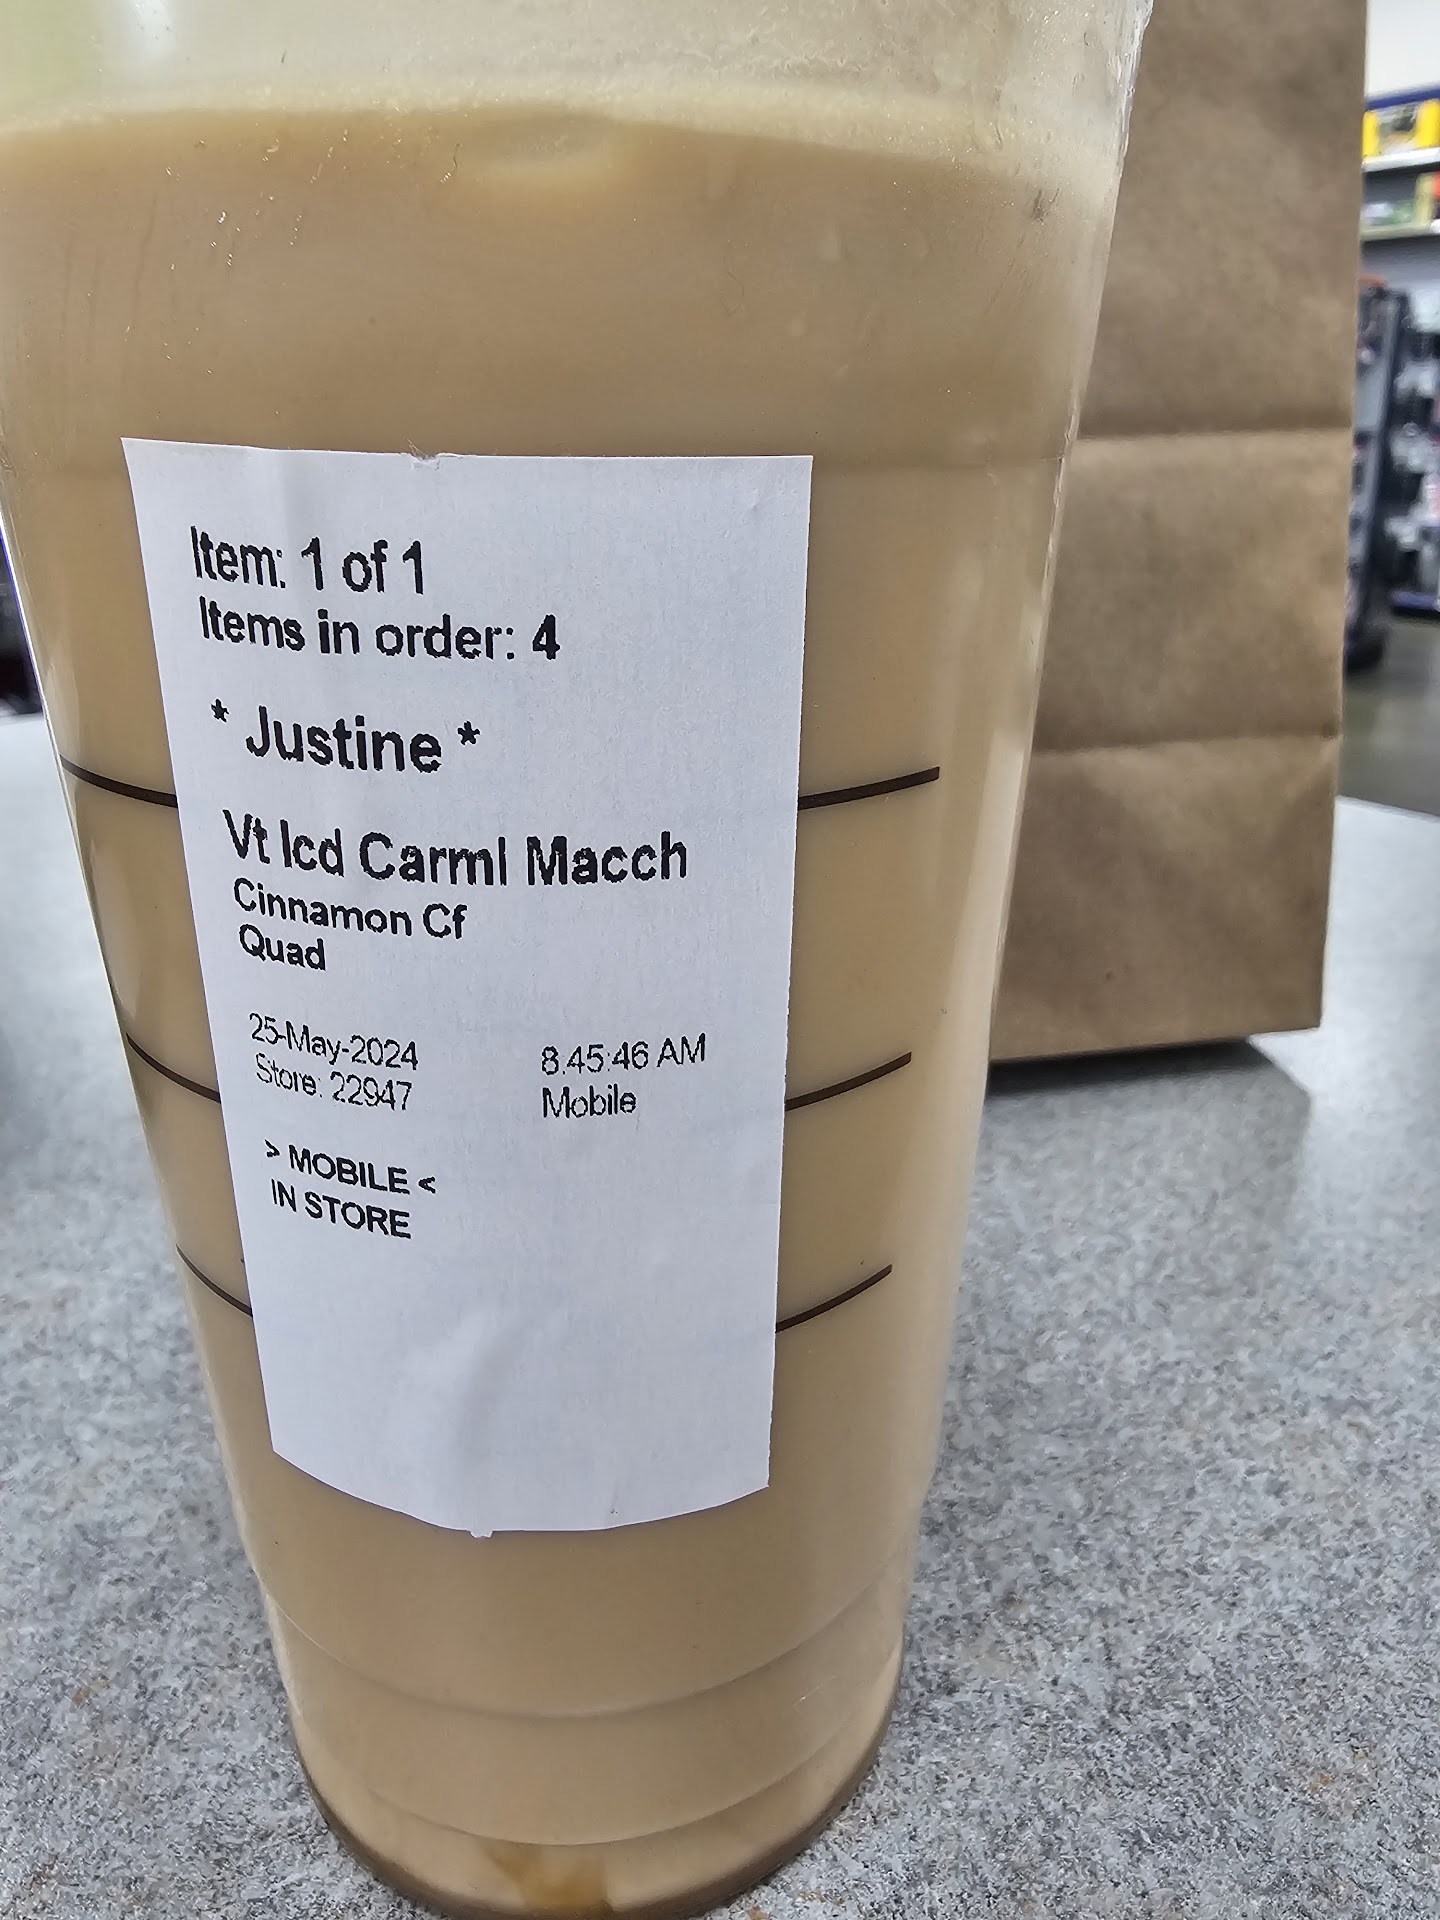 Item: 1 of 1
Items in order: 4
* Justine *
Vt Icd Carml Macch
Cinnamon Cf
Quad
25-May-2024 8:45:46 AM
Store: 22947 Mobile
> MOBILE <
IN STORE